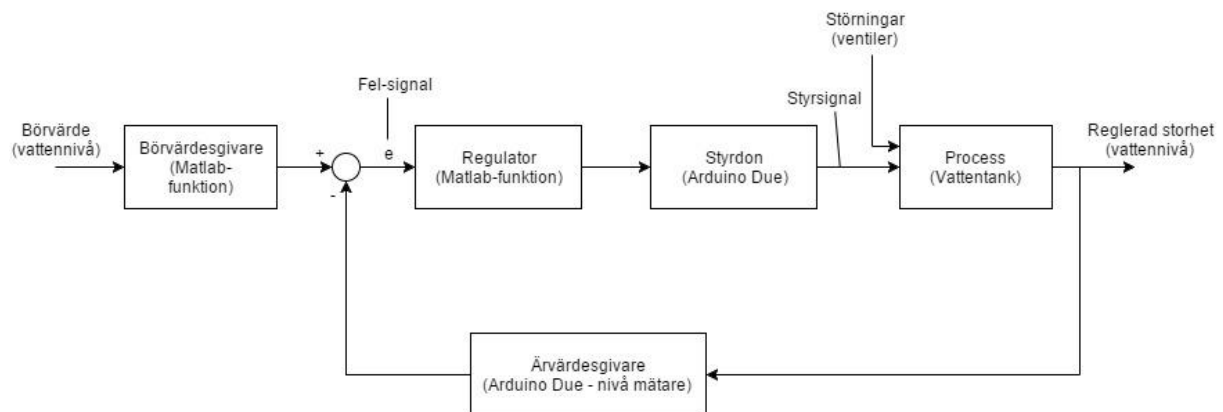 Störningar
(ventiler)
Fel-signal
Styrsignal
Börvärde
(vattennivå)
Börvärdesgivare
(Matlab-
funktion)
+
-
e
Regulator
(Matlab-funktion)
Styrdon
(Arduino Due)
Process
(Vattentank)
Reglerad storhet
(vattennivå)
Ärvärdesgivare
(Arduino Due - nivå mätare)